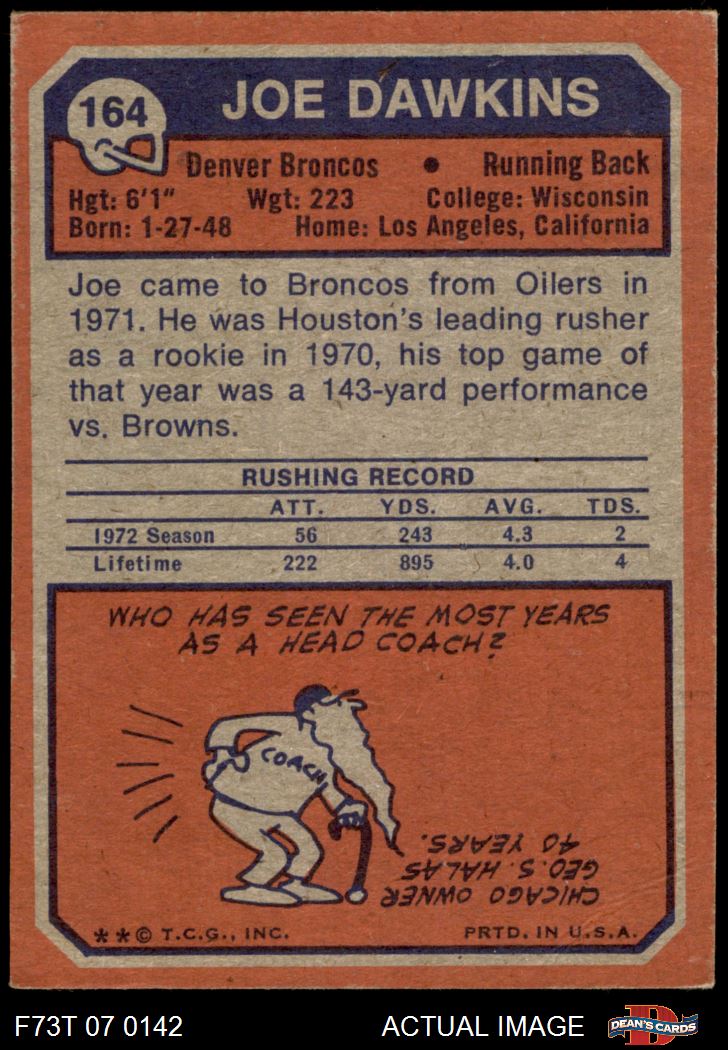 164
JOE DAWKINS
Denver Broncos • Running Back
Hgt: 6'1" Wgt: 223 College: Wisconsin
Born: 1-27-48 Home: Los Angeles, California
Joe came to Broncos from Oilers in
1971. He was Houston's leading rusher
as a rookie in 1970, his top game of
that year was a 143-yard performance
vs. Browns.
RUSHING RECORD
ATT. YDS. AVG. TDS.
1972 Season 56 243 4.3 2
Lifetime 222 895 4.0 4
WHO HAS SEEN THE MOST YEARS
AS A HEAD COACH?
COACH
CHICAGO OWNER
GEO. S. HALAS
40 YEARS.
**© T.C.G., INC. PRTD. IN U.S.A.
F73T 07 0142 ACTUAL IMAGE D DEAN'S CARDS